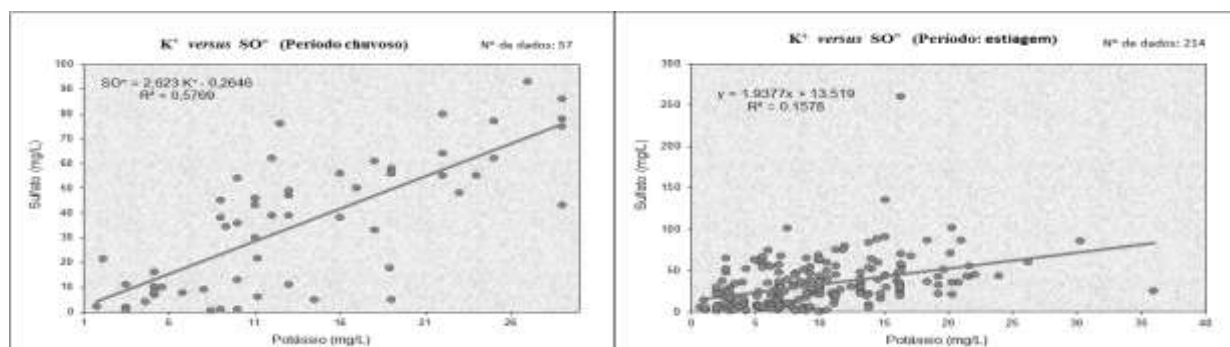 K⁺ versus SO⁼ (Período chuvoso)
Nº de dados: 57
SO⁼ = 2,623 K⁺ - 0,2646
R² = 0,5769
100
90
80
70
60
50
40
30
20
10
0
Sulfato (mg/L)
1 6 11 16 21 26
Potássio (mg/L)
K⁺ versus SO⁼ (Período: estiagem)
Nº de dados: 214
y = 1.9377x + 13.519
R² = 0.1578
300
250
200
150
100
50
0
Sulfato (mg/L)
0 5 10 15 20 25 30 35 40
Potássio (mg/L)